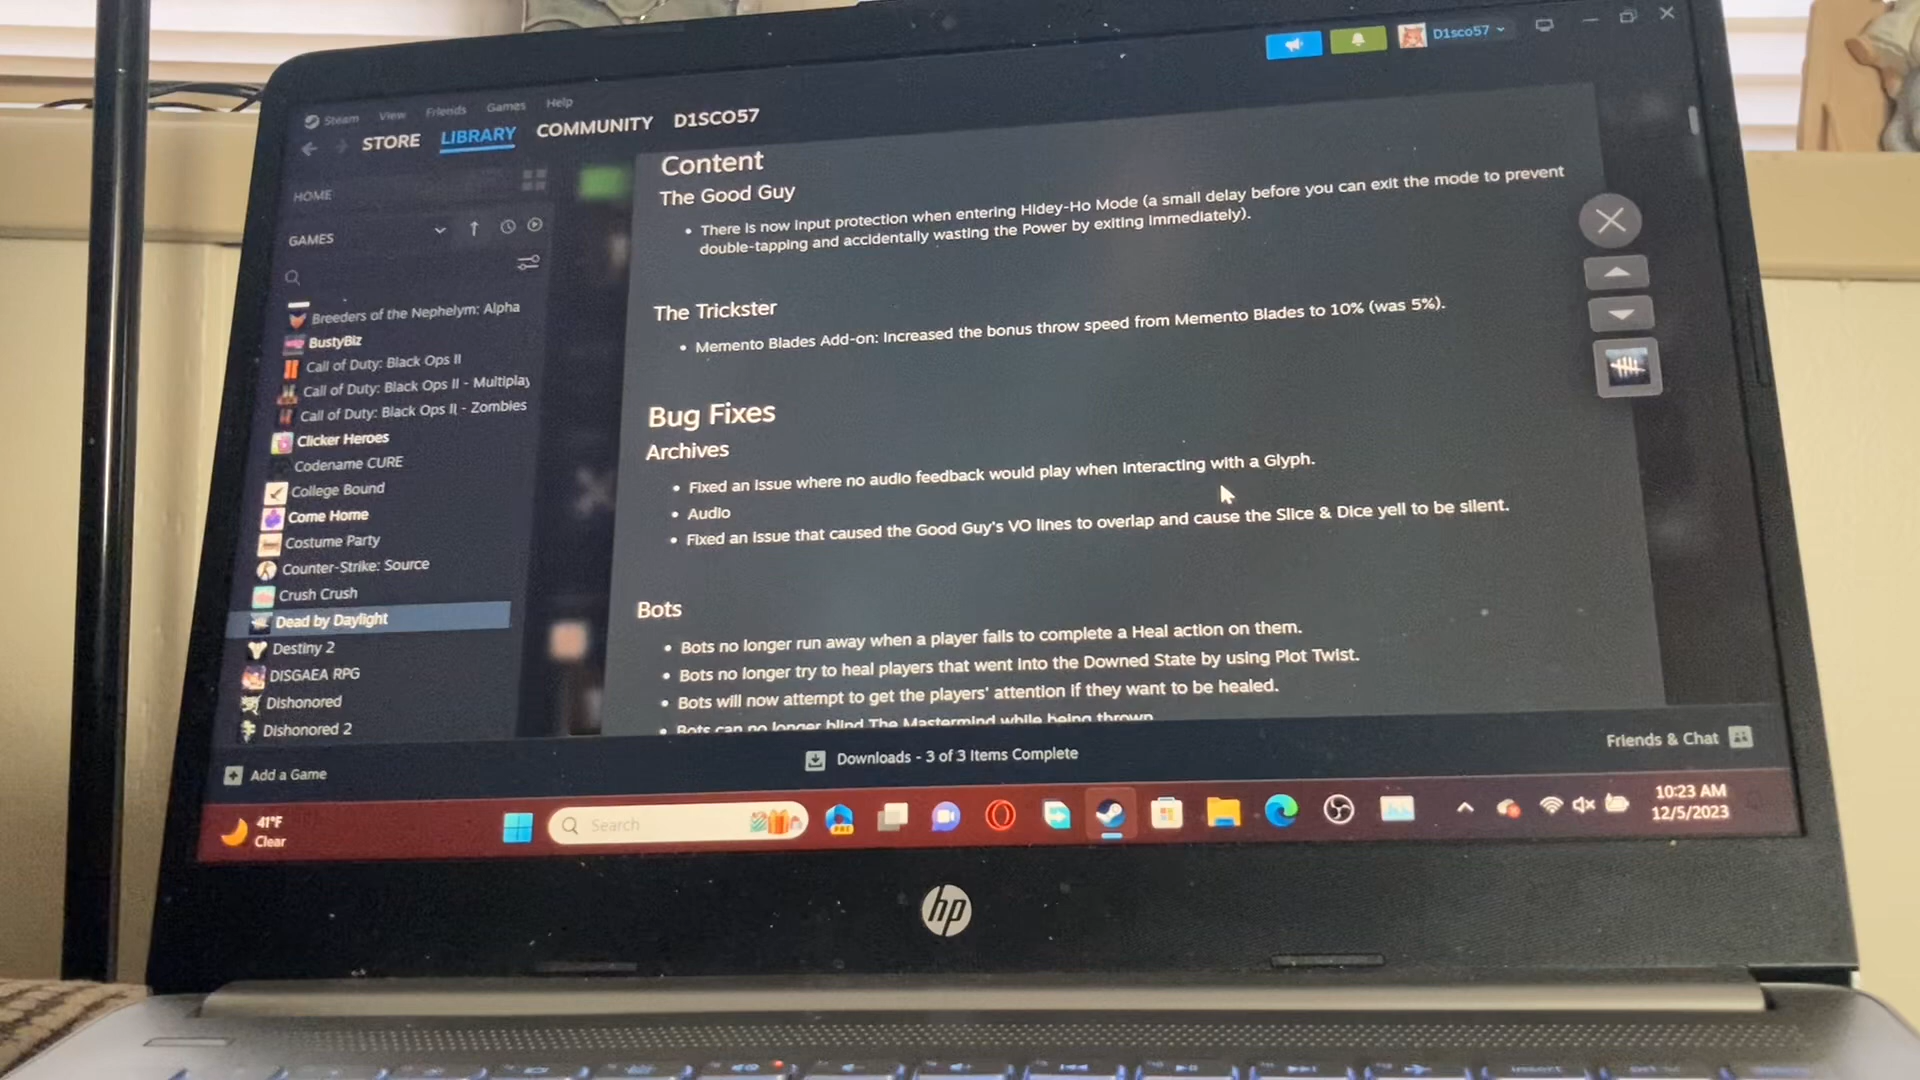 D1sco57
Steam View Friends Games Help
STORE LIBRARY COMMUNITY D1SCO57
HOME
GAMES
Breeders of the Nephelym: Alpha
BustyBiz
Call of Duty: Black Ops II
Call of Duty: Black Ops II - Multiplay
Call of Duty: Black Ops II - Zombies
Clicker Heroes
Codename CURE
College Bound
Come Home
Costume Party
Counter-Strike: Source
Crush Crush
Dead by Daylight
Destiny 2
DISGAEA RPG
Dishonored
Dishonored 2
Add a Game
Content
The Good Guy
• There is now input protection when entering Hidey-Ho Mode (a small delay before you can exit the mode to prevent
double-tapping and accidentally wasting the Power by exiting immediately).
The Trickster
• Memento Blades Add-on: Increased the bonus throw speed from Memento Blades to 10% (was 5%).
Bug Fixes
Archives
• Fixed an issue where no audio feedback would play when interacting with a Glyph.
• Audio
• Fixed an issue that caused the Good Guy's VO lines to overlap and cause the Slice & Dice yell to be silent.
Bots
• Bots no longer run away when a player fails to complete a Heal action on them.
• Bots no longer try to heal players that went into the Downed State by using Plot Twist.
• Bots will now attempt to get the players' attention if they want to be healed.
• Bots can no longer blind The Mastermind while being thrown
Downloads - 3 of 3 Items Complete
Friends & Chat
41°F
Clear
Search
PRE
10:23 AM
12/5/2023
hp